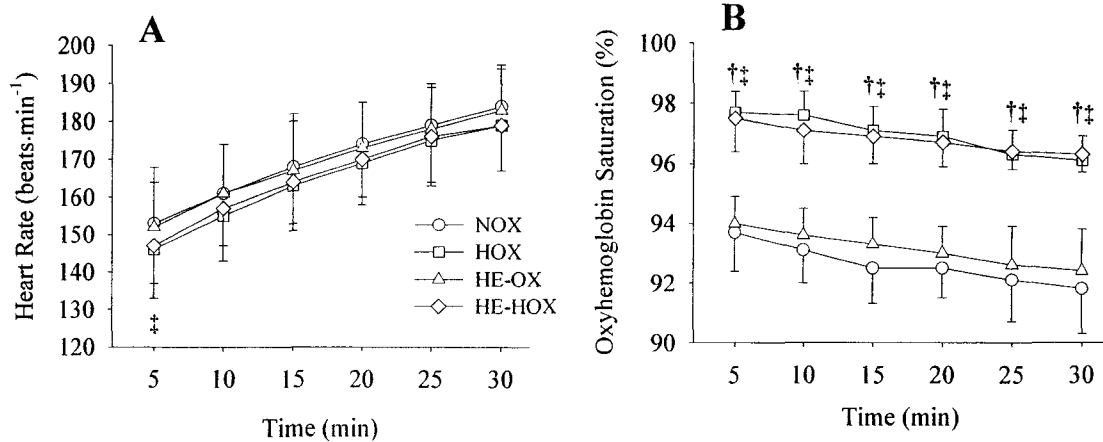 A
Heart Rate (beats·min⁻¹)
200
190
180
170
160
150
140
130
120
‡
NOX
HOX
HE-OX
HE-HOX
5 10 15 20 25 30
Time (min)
B
Oxyhemoglobin Saturation (%)
100
98
96
94
92
90
†‡ †‡ †‡ †‡ †‡ †‡
5 10 15 20 25 30
Time (min)